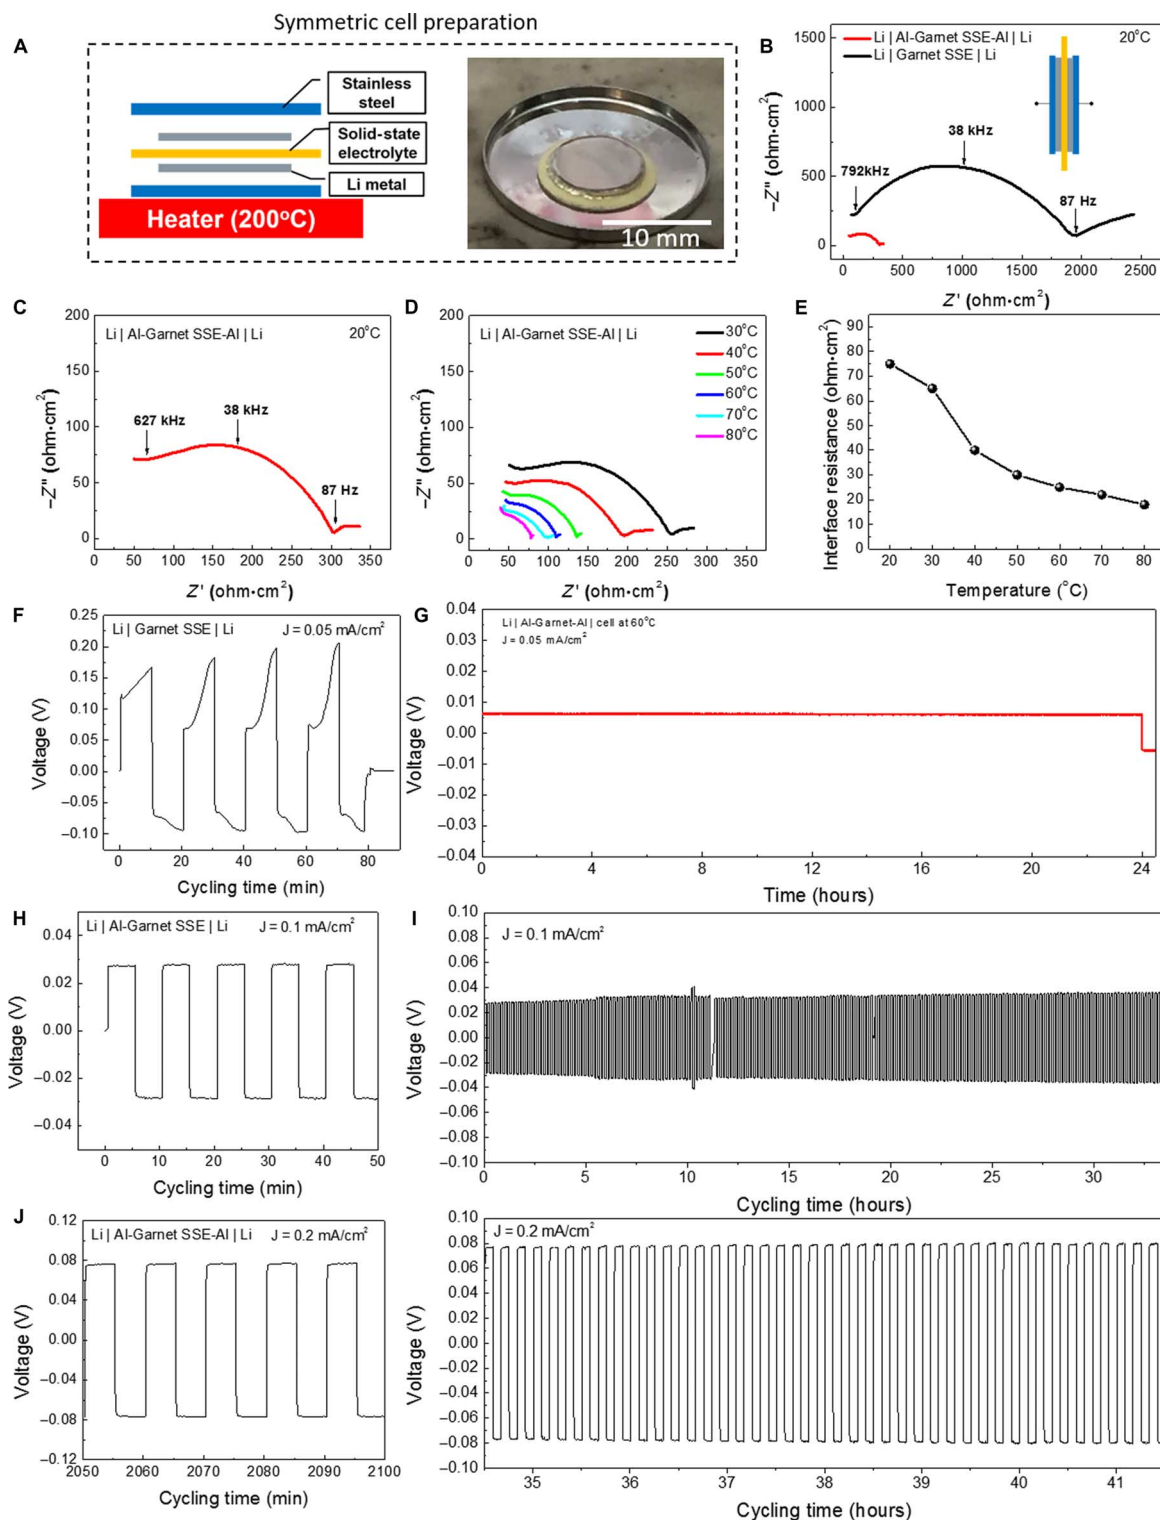 Symmetric cell preparation
A
Stainless
steel
Solid-state
electrolyte
Li metal
Heater (200°C)
10 mm
B
Li | Al-Garnet SSE-Al | Li
Li | Garnet SSE | Li
20°C
1500
1000
500
0
–Z'' (ohm·cm²)
792kHz
38 kHz
87 Hz
0 500 1000 1500 2000 2500
Z' (ohm·cm²)
C
Li | Al-Garnet SSE-Al | Li 20°C
200
150
100
50
0
–Z'' (ohm·cm²)
627 kHz
38 kHz
87 Hz
0 50 100 150 200 250 300 350
Z' (ohm·cm²)
D
Li | Al-Garnet SSE-Al | Li
30°C
40°C
50°C
60°C
70°C
80°C
200
150
100
50
0
–Z'' (ohm·cm²)
0 50 100 150 200 250 300 350
Z' (ohm·cm²)
E
90
80
70
60
50
40
30
20
10
0
Interface resistance (ohm·cm²)
20 30 40 50 60 70 80
Temperature (°C)
F
Li | Garnet SSE | Li J = 0.05 mA/cm²
0.25
0.20
0.15
0.10
0.05
0.00
–0.05
–0.10
Voltage (V)
0 20 40 60 80
Cycling time (min)
G
Li | Al-Garnet-Al | cell at 60°C
J = 0.05 mA/cm²
0.04
0.03
0.02
0.01
0.00
–0.01
–0.02
–0.03
–0.04
Voltage (V)
0 4 8 12 16 20 24
Time (hours)
H
Li | Al-Garnet SSE | Li J = 0.1 mA/cm²
0.04
0.02
0.00
–0.02
–0.04
Voltage (V)
0 10 20 30 40 50
Cycling time (min)
I
J = 0.1 mA/cm²
0.10
0.08
0.06
0.04
0.02
0.00
–0.02
–0.04
–0.06
–0.08
–0.10
Voltage (V)
0 5 10 15 20 25 30
Cycling time (hours)
J
Li | Al-Garnet SSE-Al | Li J = 0.2 mA/cm²
0.12
0.08
0.04
0.00
–0.04
–0.08
–0.12
Voltage (V)
2050 2060 2070 2080 2090 2100
Cycling time (min)
J = 0.2 mA/cm²
0.10
0.08
0.06
0.04
0.02
0.00
–0.02
–0.04
–0.06
–0.08
–0.10
Voltage (V)
35 36 37 38 39 40 41
Cycling time (hours)